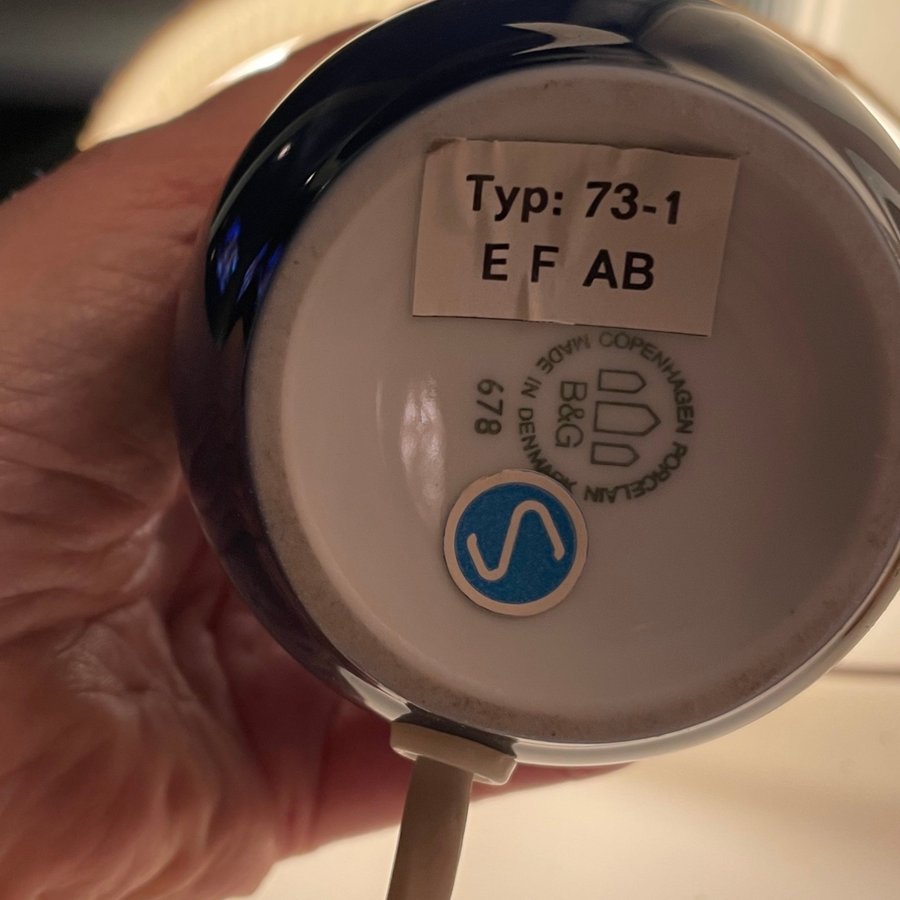 Typ: 73-1
E F AB
COPENHAGEN PORCELAIN
MADE IN DENMARK
B&G
678
S